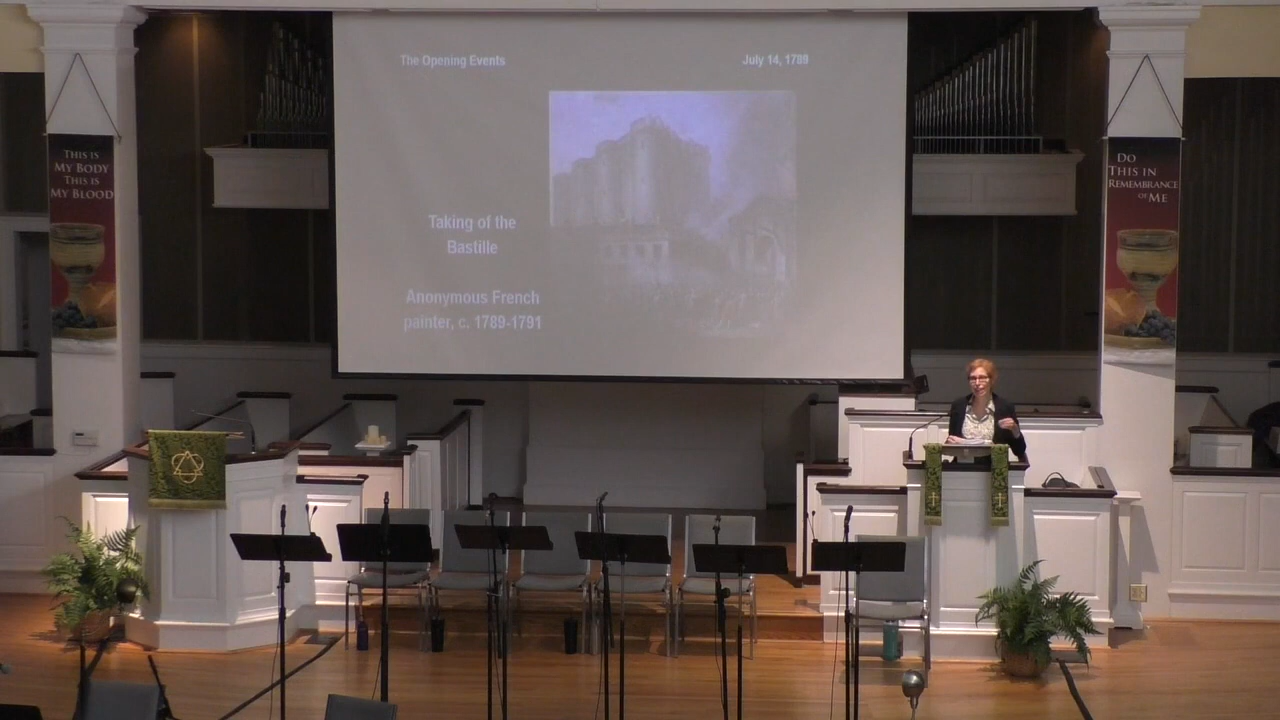 The Opening Events
July 14, 1789
Taking of the
Bastille
Anonymous French
painter, c. 1789-1791
THIS IS
MY BODY
THIS IS
MY BLOOD
DO
THIS IN
REMEMBRANCE
OF ME